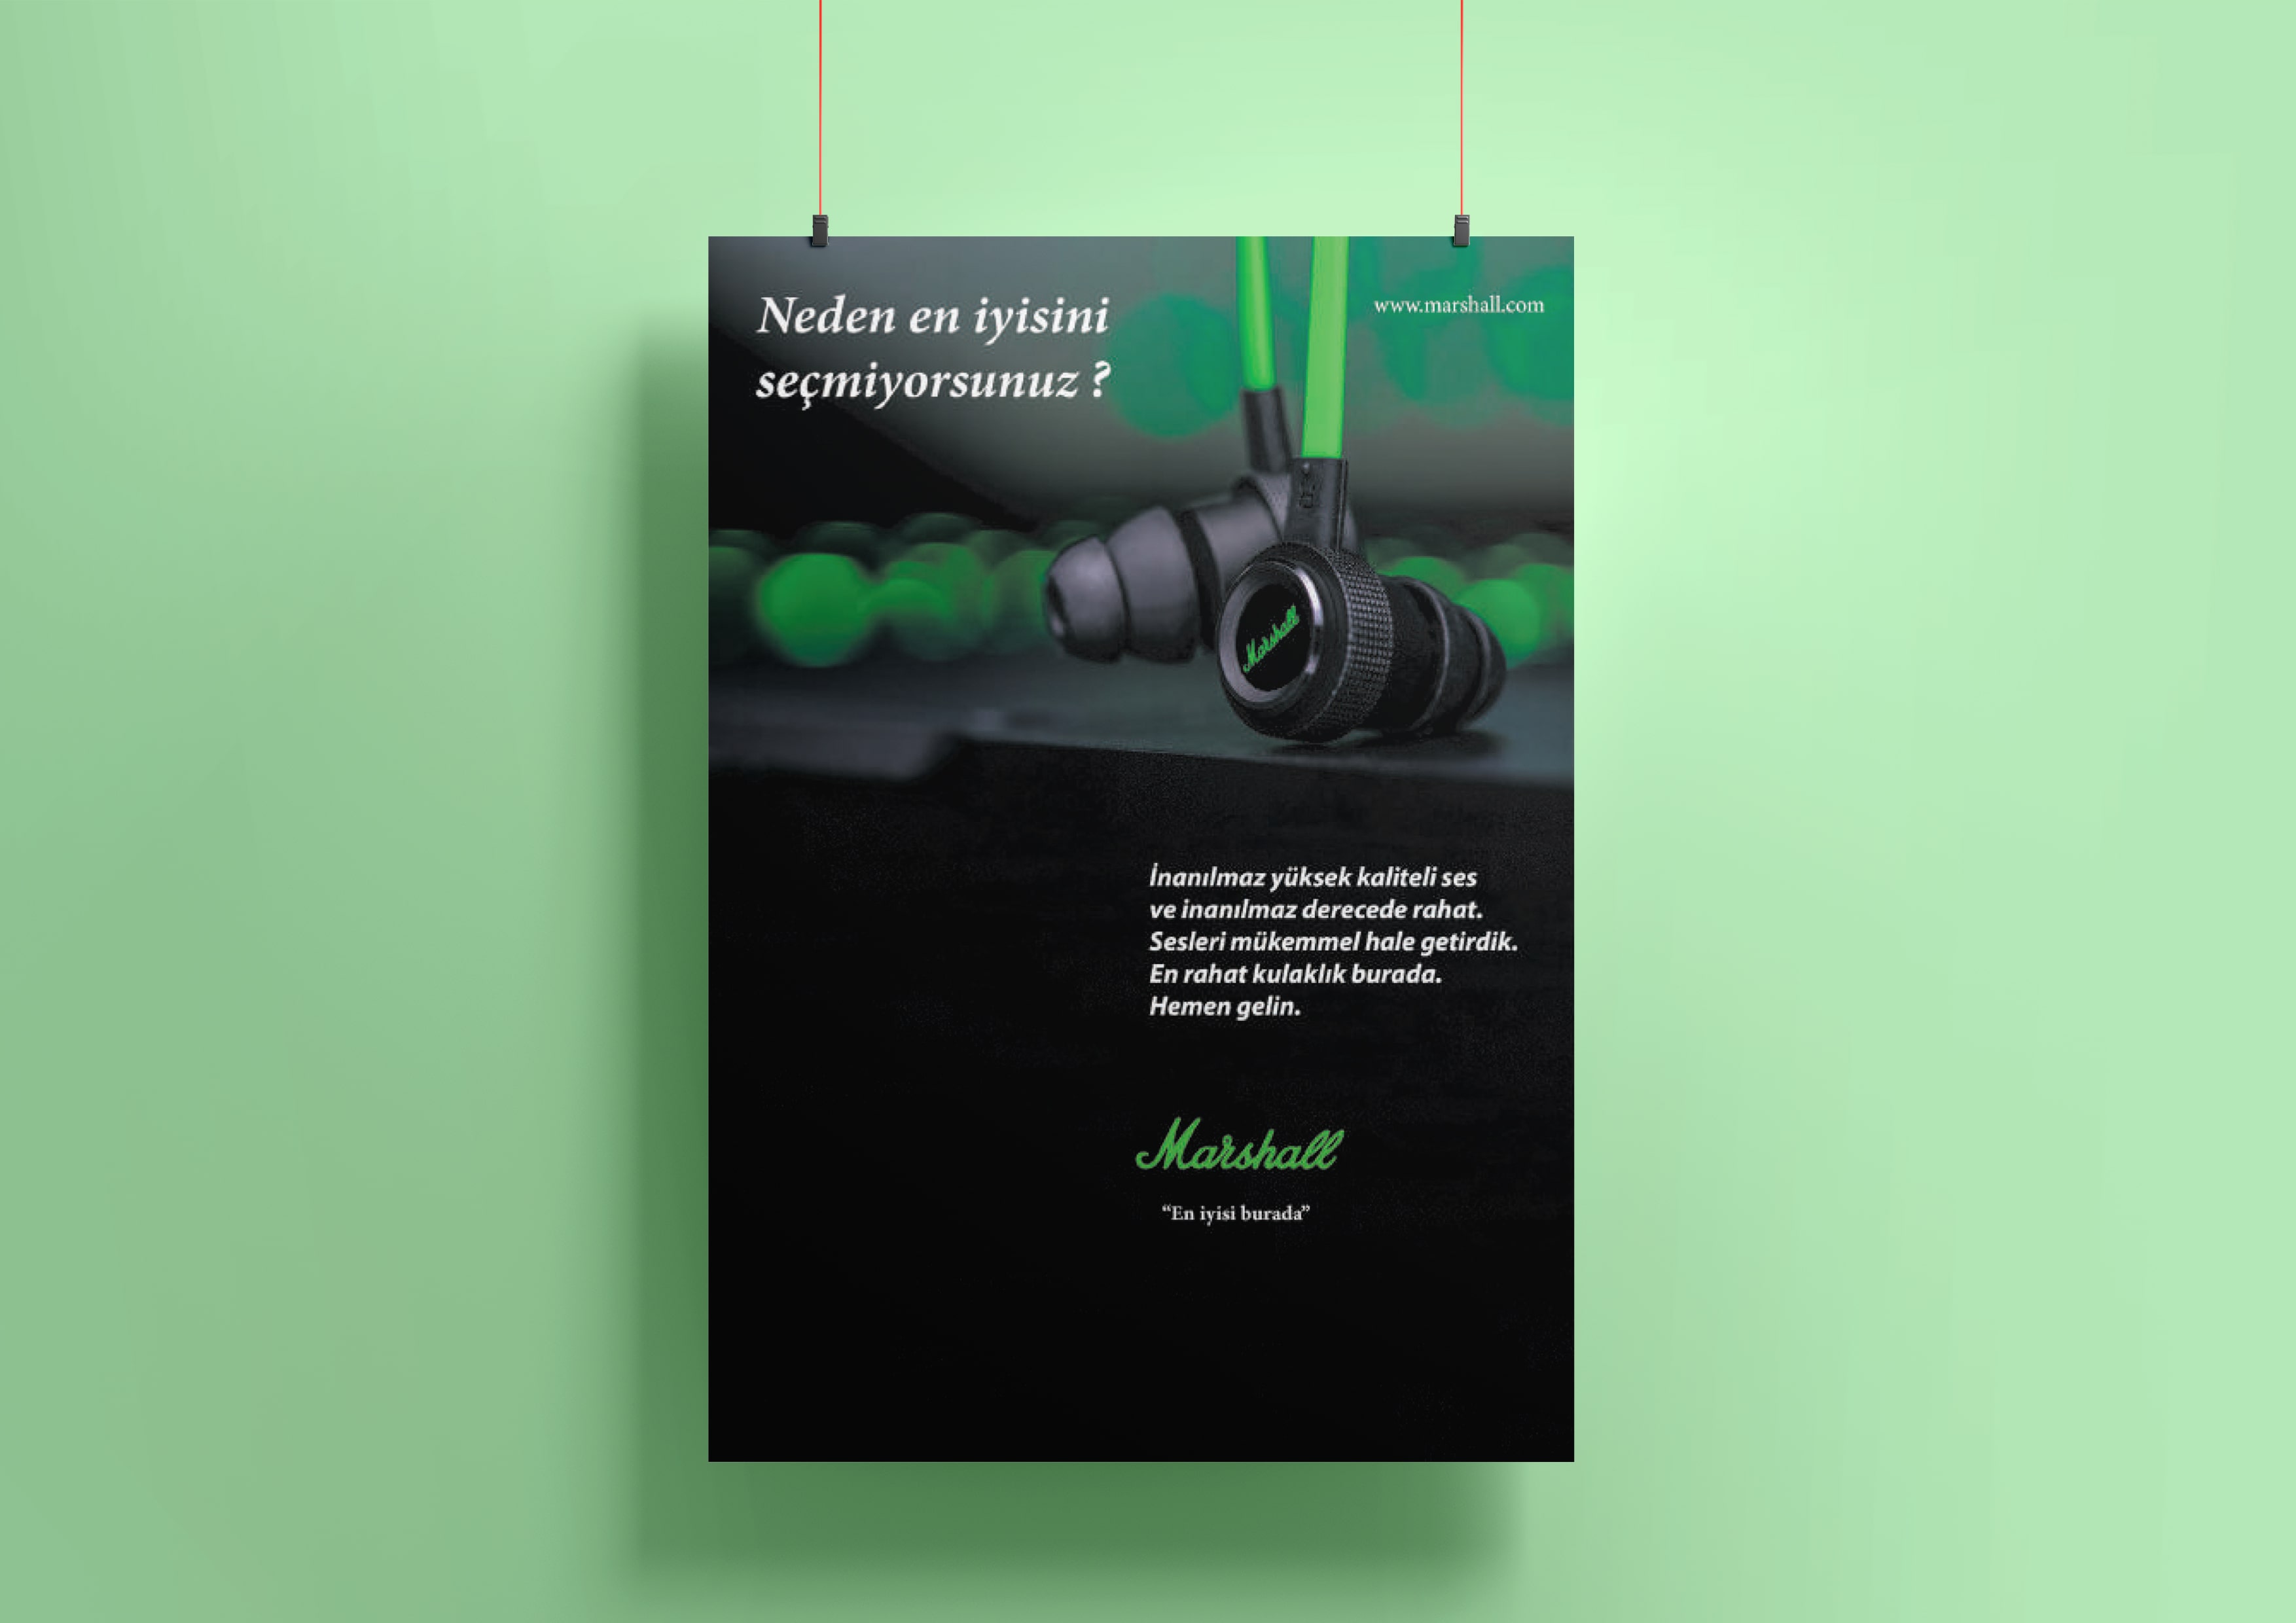 Neden en iyisini
seçmiyorsunuz ?
www.marshall.com
Marshall
İnanılmaz yüksek kaliteli ses
ve inanılmaz derecede rahat.
Sesleri mükemmel hale getirdik.
En rahat kulaklık burada.
Hemen gelin.
Marshall
“En iyisi burada”